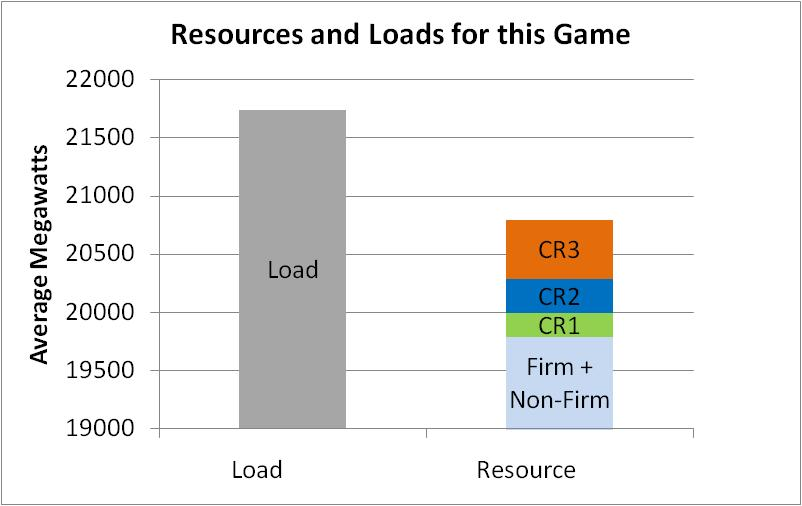 Resources and Loads for this Game
Average Megawatts
22000
21500
21000
20500
20000
19500
19000
Load
CR3
CR2
CR1
Firm +
Non-Firm
Load
Resource